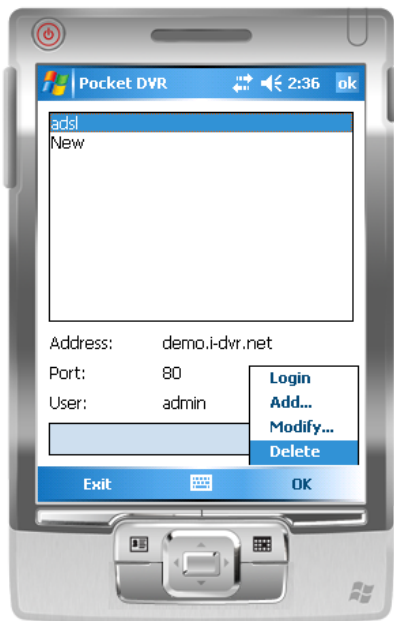 Pocket DVR 2:36 ok
adsl
New
Address: demo.i-dvr.net
Port: 80
User: admin
Login
Add...
Modify...
Delete
Exit OK